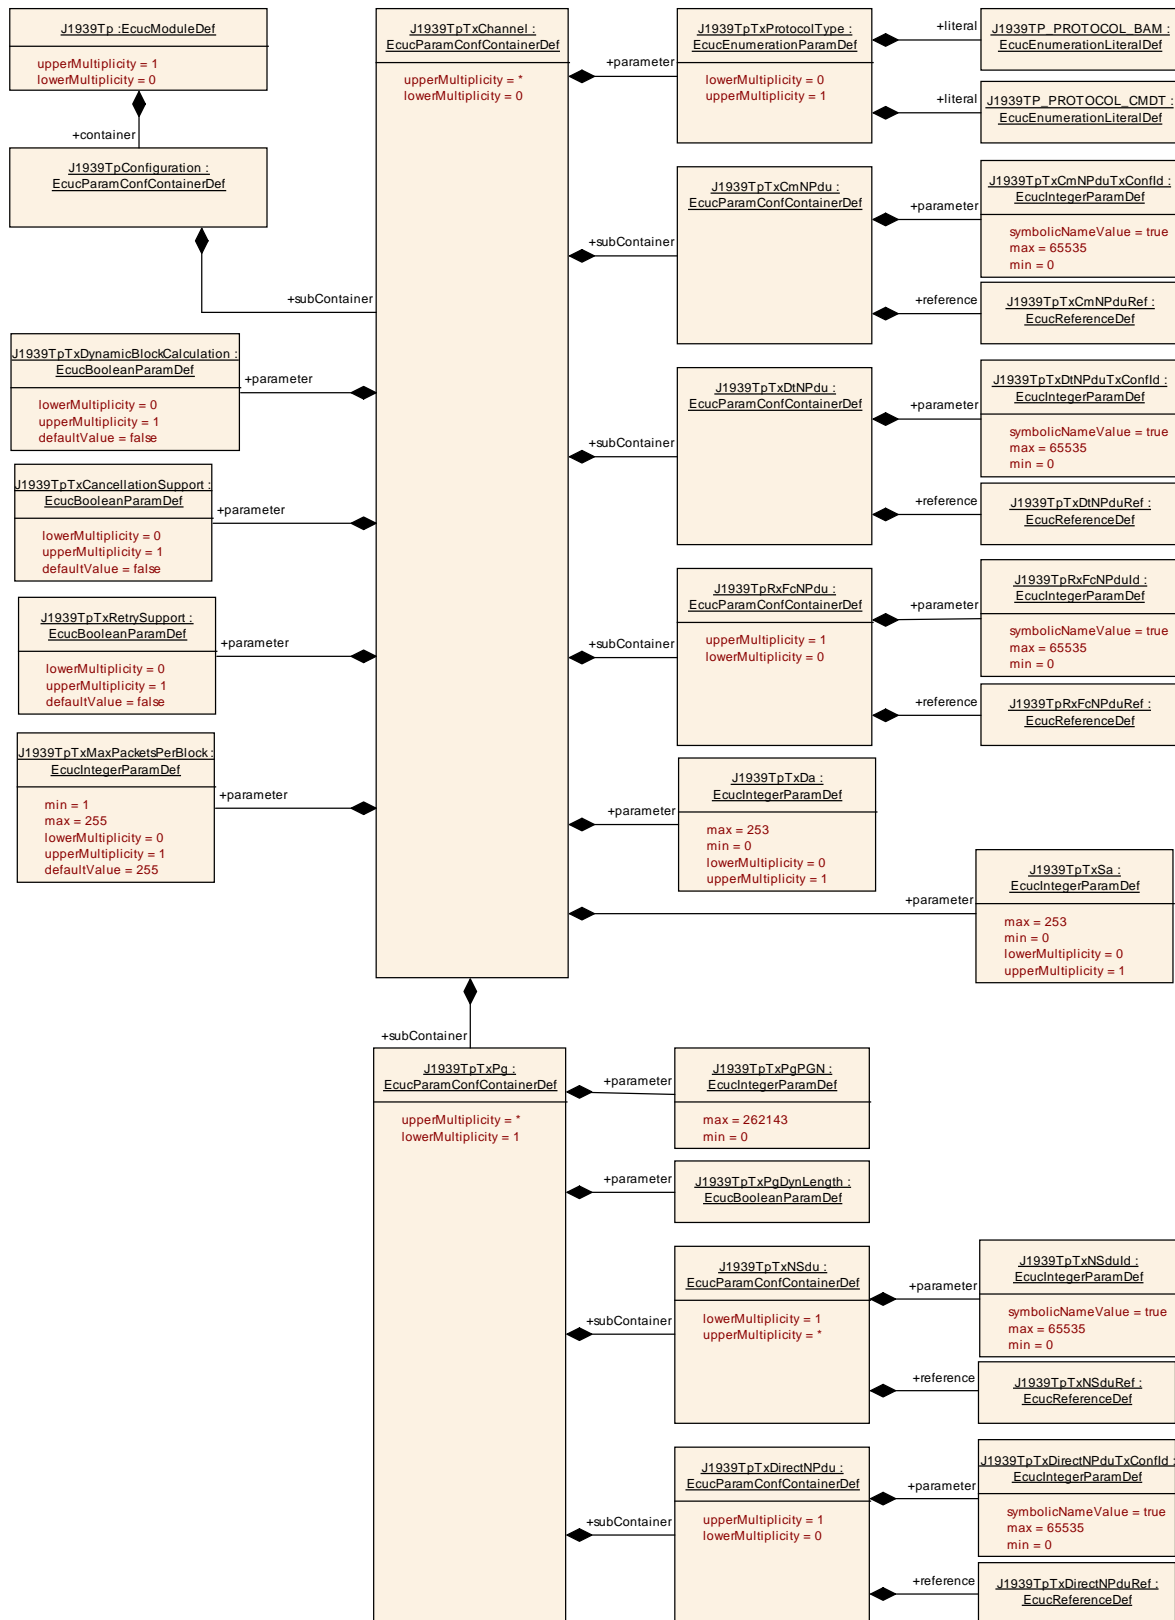 J1939Tp :EcucModuleDef
upperMultiplicity = 1
lowerMultiplicity = 0
+container
J1939TpConfiguration :
EcucParamConfContainerDef
+subContainer
J1939TpTxChannel :
EcucParamConfContainerDef
upperMultiplicity = *
lowerMultiplicity = 0
+parameter
J1939TpTxProtocolType :
EcucEnumerationParamDef
lowerMultiplicity = 0
upperMultiplicity = 1
+literal
J1939TP_PROTOCOL_BAM :
EcucEnumerationLiteralDef
+literal
J1939TP_PROTOCOL_CMDT :
EcucEnumerationLiteralDef
+subContainer
J1939TpTxCmNPdu :
EcucParamConfContainerDef
+parameter
J1939TpTxCmNPduTxConfId :
EcucIntegerParamDef
symbolicNameValue = true
max = 65535
min = 0
+reference
J1939TpTxCmNPduRef :
EcucReferenceDef
J1939TpTxDynamicBlockCalculation :
EcucBooleanParamDef
lowerMultiplicity = 0
upperMultiplicity = 1
defaultValue = false
+parameter
+subContainer
J1939TpTxDtNPdu :
EcucParamConfContainerDef
+parameter
J1939TpTxDtNPduTxConfId :
EcucIntegerParamDef
symbolicNameValue = true
max = 65535
min = 0
+reference
J1939TpTxDtNPduRef :
EcucReferenceDef
J1939TpTxCancellationSupport :
EcucBooleanParamDef
lowerMultiplicity = 0
upperMultiplicity = 1
defaultValue = false
+parameter
J1939TpTxRetrySupport :
EcucBooleanParamDef
lowerMultiplicity = 0
upperMultiplicity = 1
defaultValue = false
+parameter
+subContainer
J1939TpRxFcNPdu :
EcucParamConfContainerDef
upperMultiplicity = 1
lowerMultiplicity = 0
+parameter
J1939TpRxFcNPduId :
EcucIntegerParamDef
symbolicNameValue = true
max = 65535
min = 0
+reference
J1939TpRxFcNPduRef :
EcucReferenceDef
J1939TpTxMaxPacketsPerBlock :
EcucIntegerParamDef
min = 1
max = 255
lowerMultiplicity = 0
upperMultiplicity = 1
defaultValue = 255
+parameter
+parameter
J1939TpTxDa :
EcucIntegerParamDef
max = 253
min = 0
lowerMultiplicity = 0
upperMultiplicity = 1
+parameter
J1939TpTxSa :
EcucIntegerParamDef
max = 253
min = 0
lowerMultiplicity = 0
upperMultiplicity = 1
+subContainer
J1939TpTxPg :
EcucParamConfContainerDef
upperMultiplicity = *
lowerMultiplicity = 1
+parameter
J1939TpTxPgPGN :
EcucIntegerParamDef
max = 262143
min = 0
+parameter
J1939TpTxPgDynLength :
EcucBooleanParamDef
+subContainer
J1939TpTxNSdu :
EcucParamConfContainerDef
lowerMultiplicity = 1
upperMultiplicity = *
+parameter
J1939TpTxNSduId :
EcucIntegerParamDef
symbolicNameValue = true
max = 65535
min = 0
+reference
J1939TpTxNSduRef :
EcucReferenceDef
+subContainer
J1939TpTxDirectNPdu :
EcucParamConfContainerDef
upperMultiplicity = 1
lowerMultiplicity = 0
+parameter
J1939TpTxDirectNPduTxConfId :
EcucIntegerParamDef
symbolicNameValue = true
max = 65535
min = 0
+reference
J1939TpTxDirectNPduRef :
EcucReferenceDef